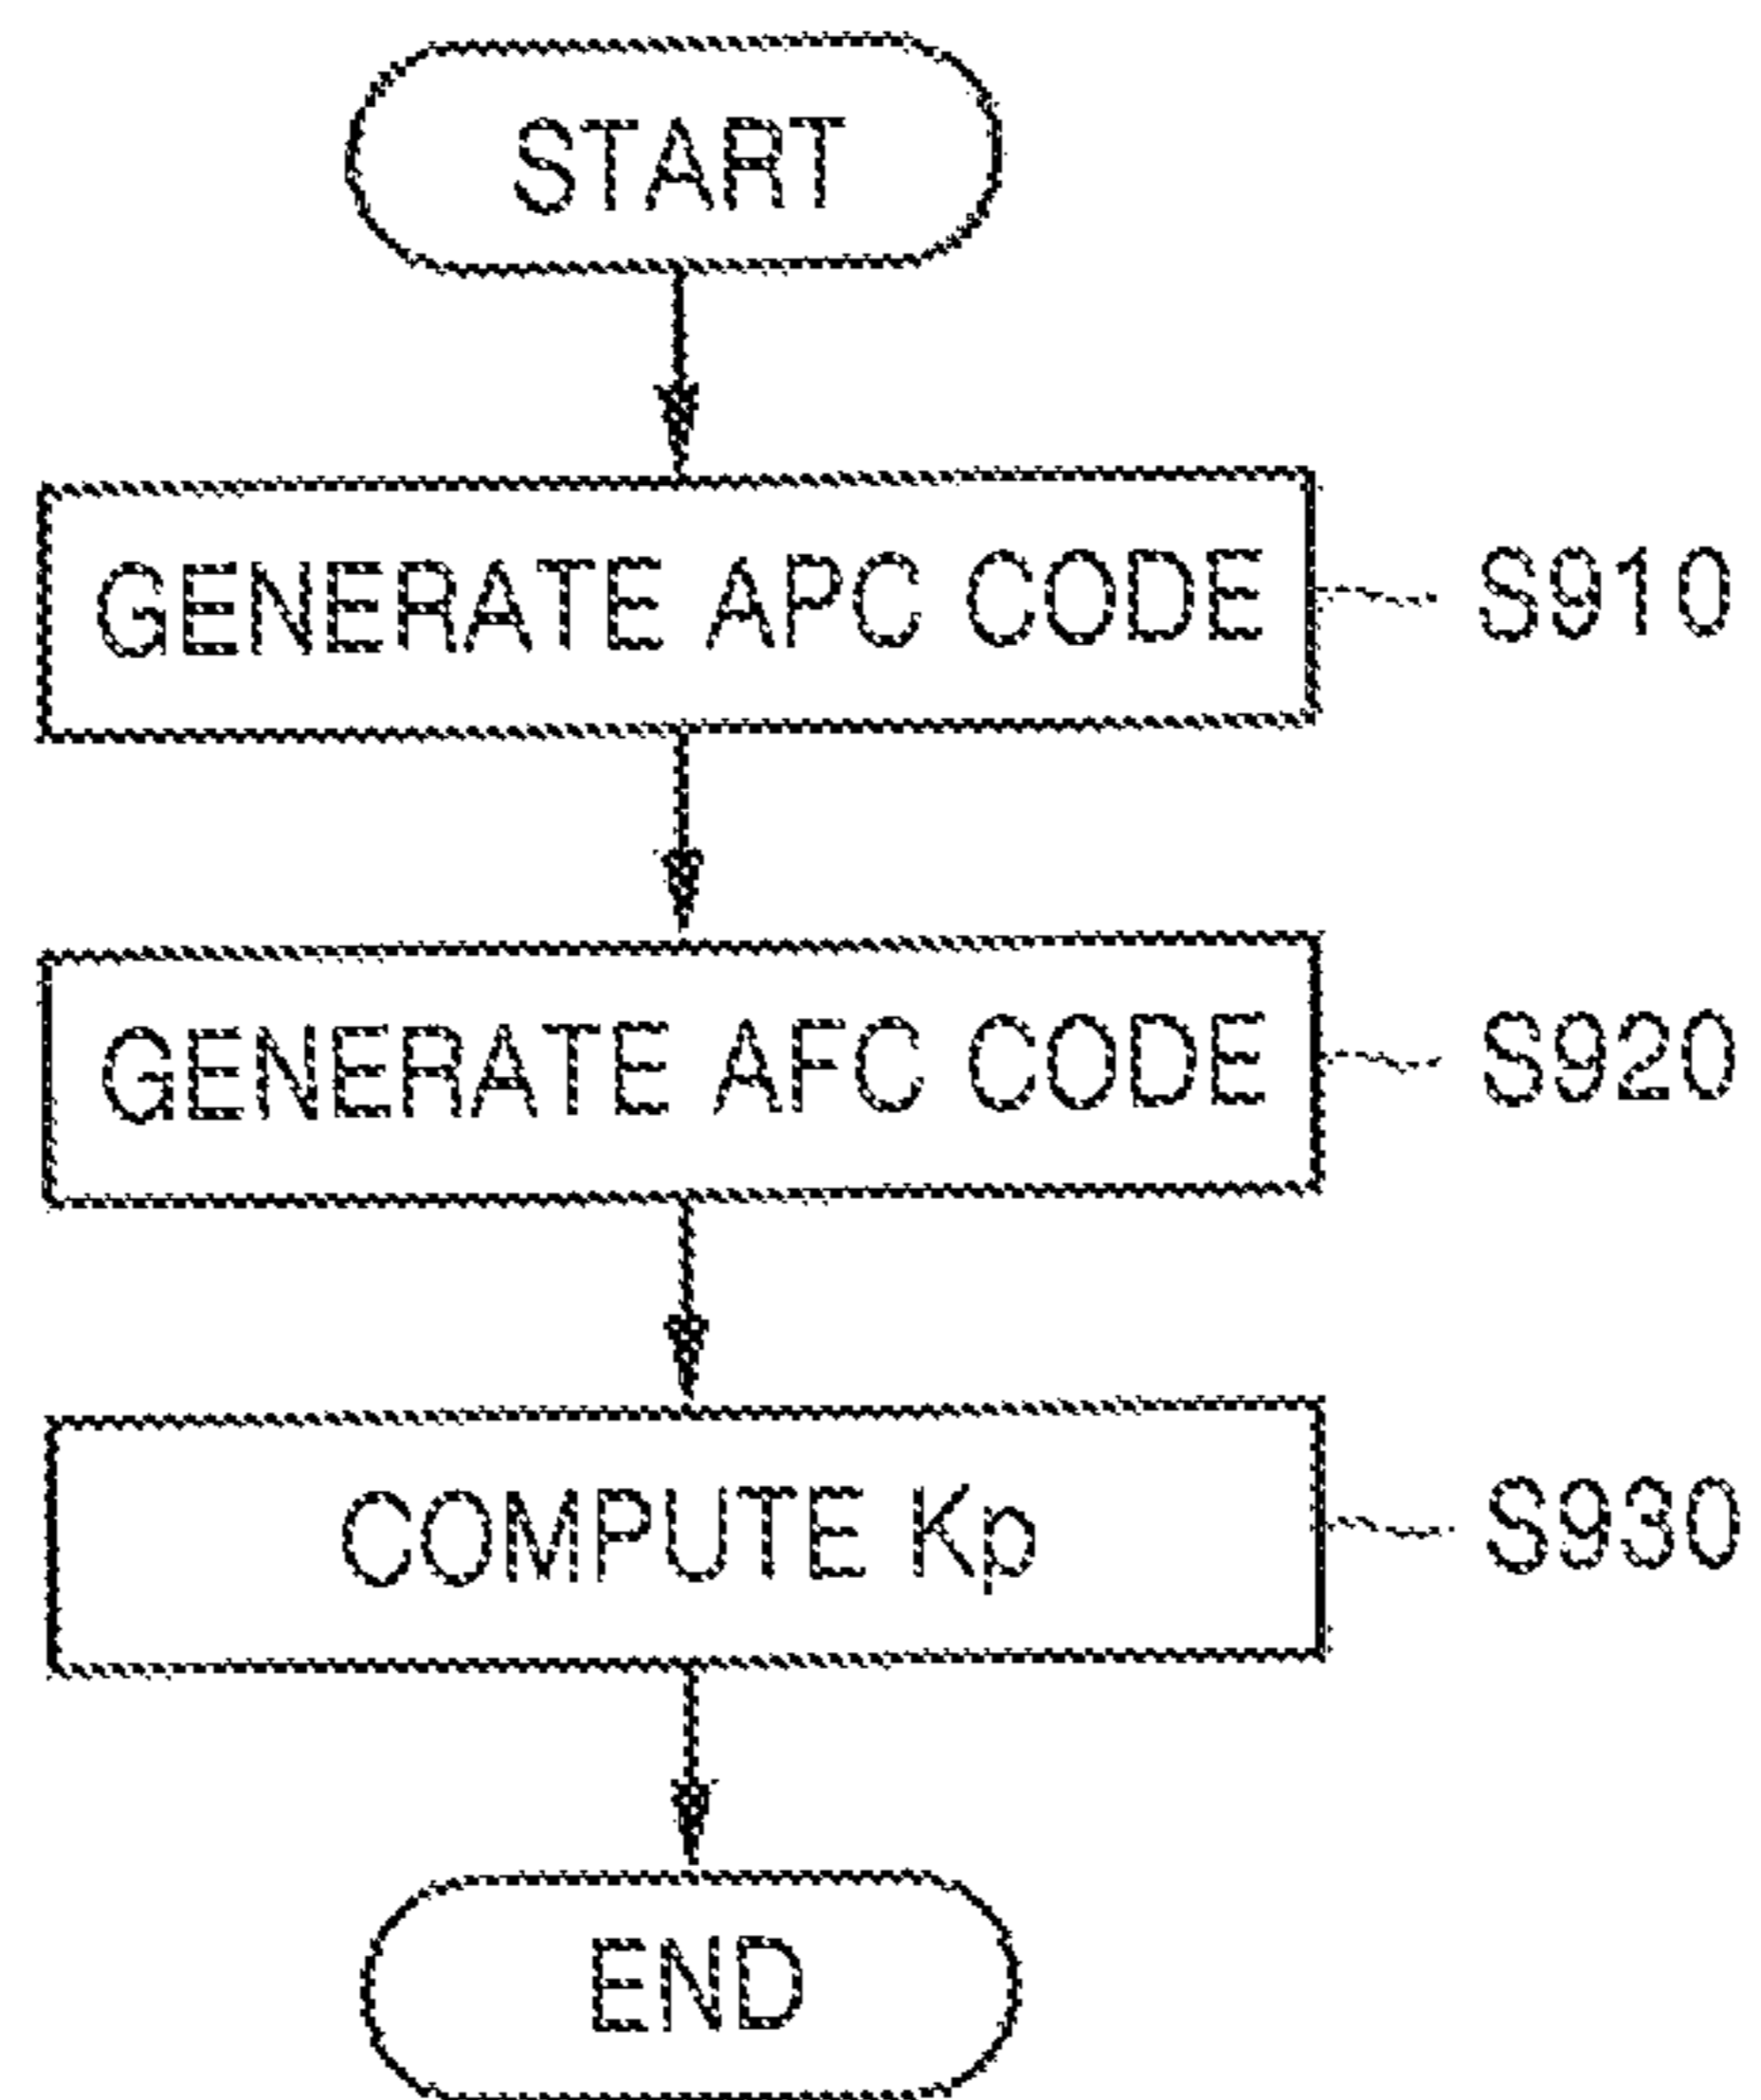 START
GENERATE APC CODE S910
GENERATE AFC CODE S920
COMPUTE Kp S930
END